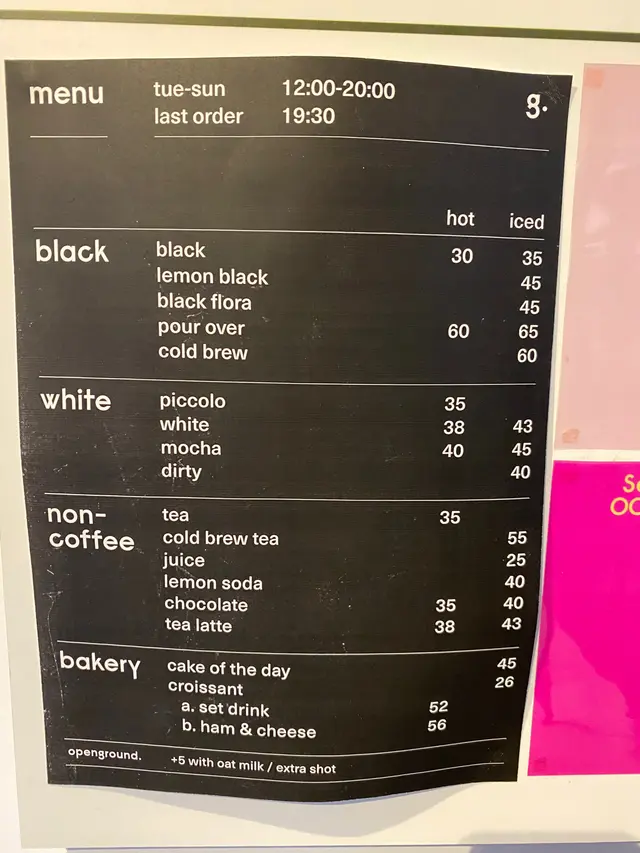 menu tue-sun 12:00-20:00 g.
last order 19:30
hot iced
black black 30 35
lemon black 45
black flora 45
pour over 60 65
cold brew 60
white piccolo 35
white 38 43
mocha 40 45
dirty 40
non- tea 35
coffee cold brew tea 55
juice 25
lemon soda 40
chocolate 35 40
tea latte 38 43
bakery cake of the day 45
croissant 26
a. set drink 52
b. ham & cheese 56
openground. +5 with oat milk / extra shot